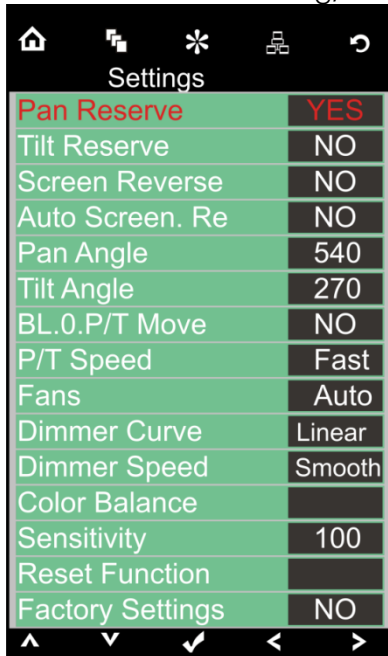 Settings
Pan Reserve YES
Tilt Reserve NO
Screen Reverse NO
Auto Screen. Re NO
Pan Angle 540
Tilt Angle 270
BL.0.P/T Move NO
P/T Speed Fast
Fans Auto
Dimmer Curve Linear
Dimmer Speed Smooth
Color Balance
Sensitivity 100
Reset Function
Factory Settings NO